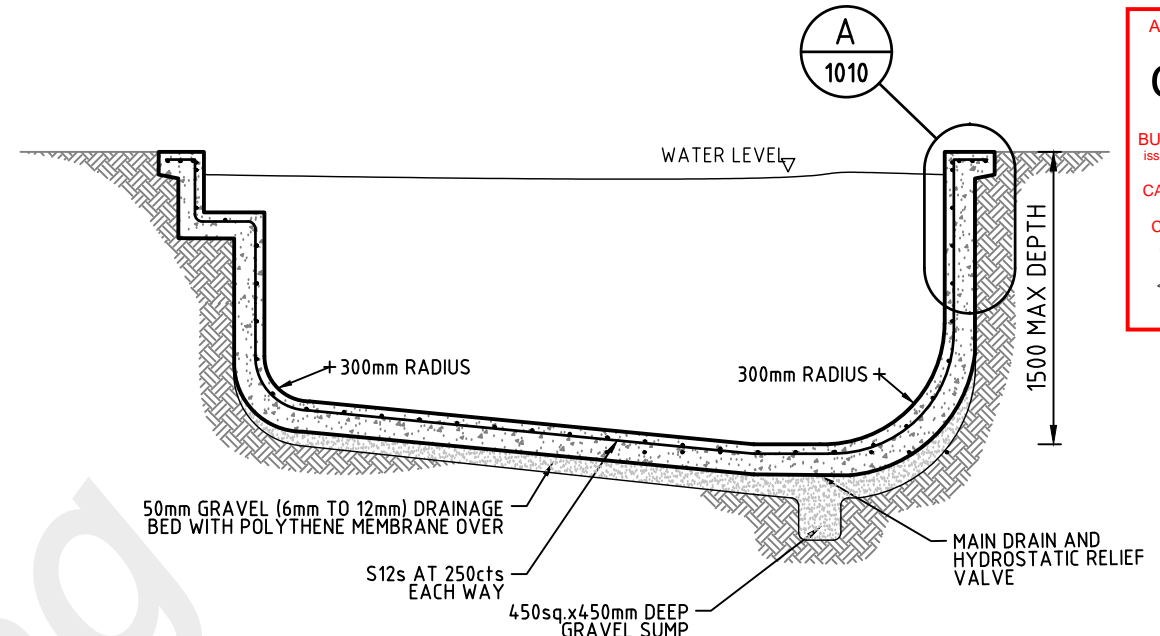 A
1010
WATER LEVEL
1500 MAX DEPTH
300mm RADIUS
300mm RADIUS
50mm GRAVEL (6mm TO 12mm) DRAINAGE
BED WITH POLYTHENE MEMBRANE OVER
S12s AT 250cts
EACH WAY
450sq.x450mm DEEP
GRAVEL SUMP
MAIN DRAIN AND
HYDROSTATIC RELIEF
VALVE